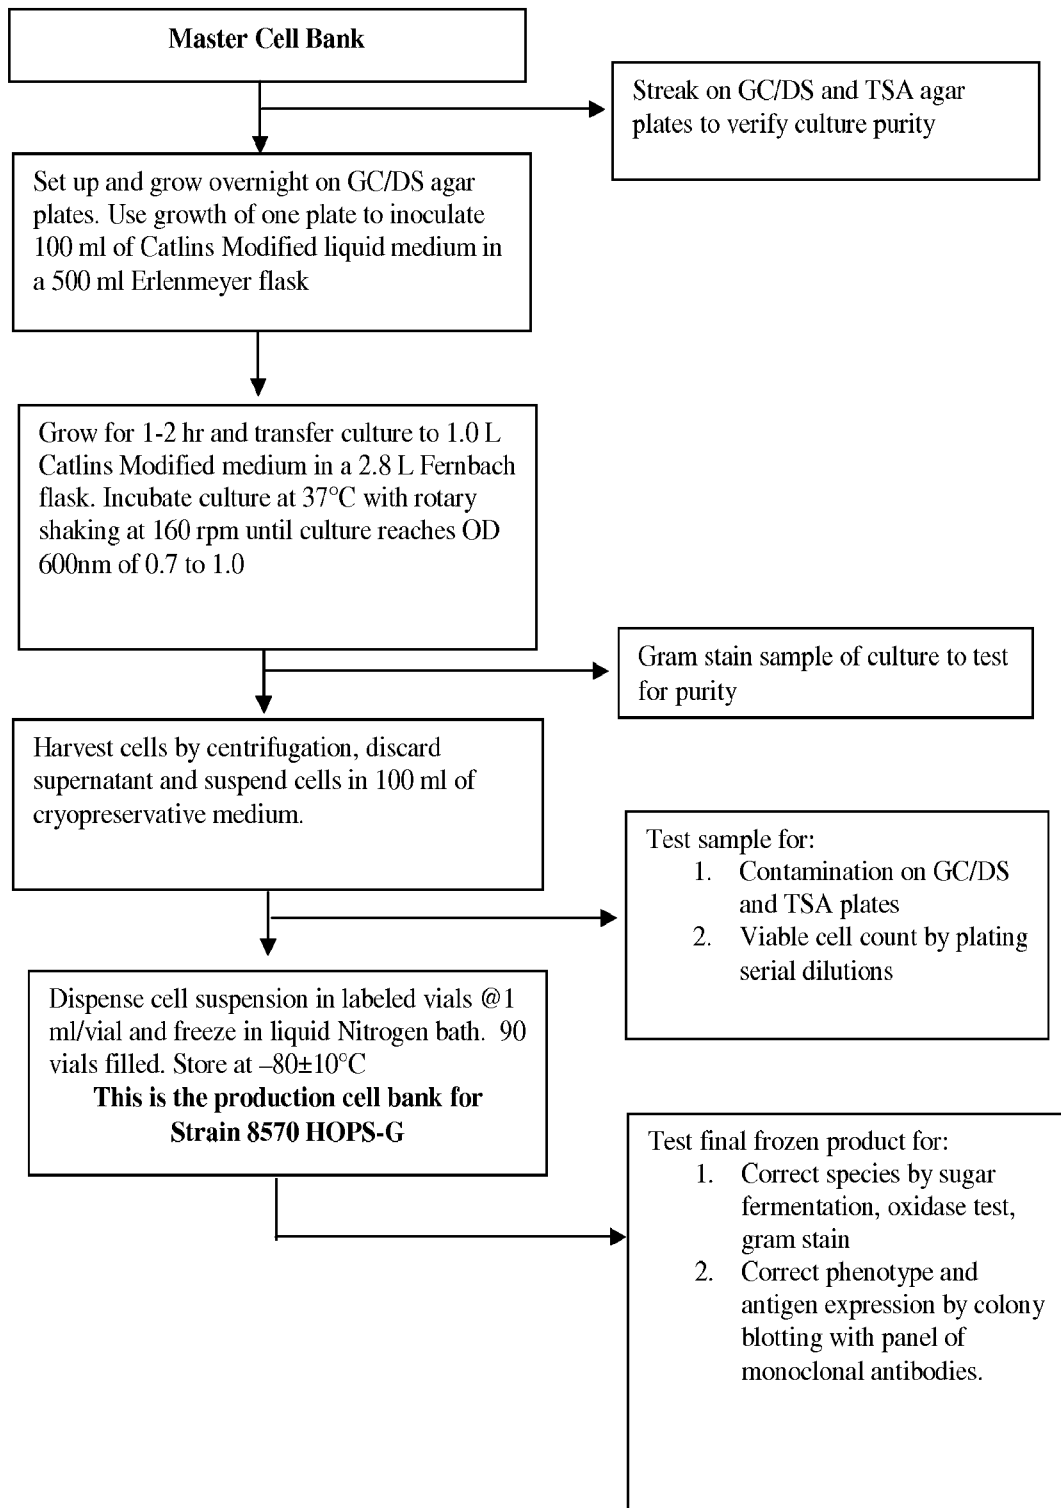 Master Cell Bank
Streak on GC/DS and TSA agar
plates to verify culture purity
Set up and grow overnight on GC/DS agar
plates. Use growth of one plate to inoculate
100 ml of Catlins Modified liquid medium in
a 500 ml Erlenmeyer flask
Grow for 1-2 hr and transfer culture to 1.0 L
Catlins Modified medium in a 2.8 L Fernbach
flask. Incubate culture at 37°C with rotary
shaking at 160 rpm until culture reaches OD
600nm of 0.7 to 1.0
Gram stain sample of culture to test
for purity
Harvest cells by centrifugation, discard
supernatant and suspend cells in 100 ml of
cryopreservative medium.
Test sample for:
1. Contamination on GC/DS
and TSA plates
2. Viable cell count by plating
serial dilutions
Dispense cell suspension in labeled vials @1
ml/vial and freeze in liquid Nitrogen bath. 90
vials filled. Store at –80±10°C
This is the production cell bank for
Strain 8570 HOPS-G
Test final frozen product for:
1. Correct species by sugar
fermentation, oxidase test,
gram stain
2. Correct phenotype and
antigen expression by colony
blotting with panel of
monoclonal antibodies.